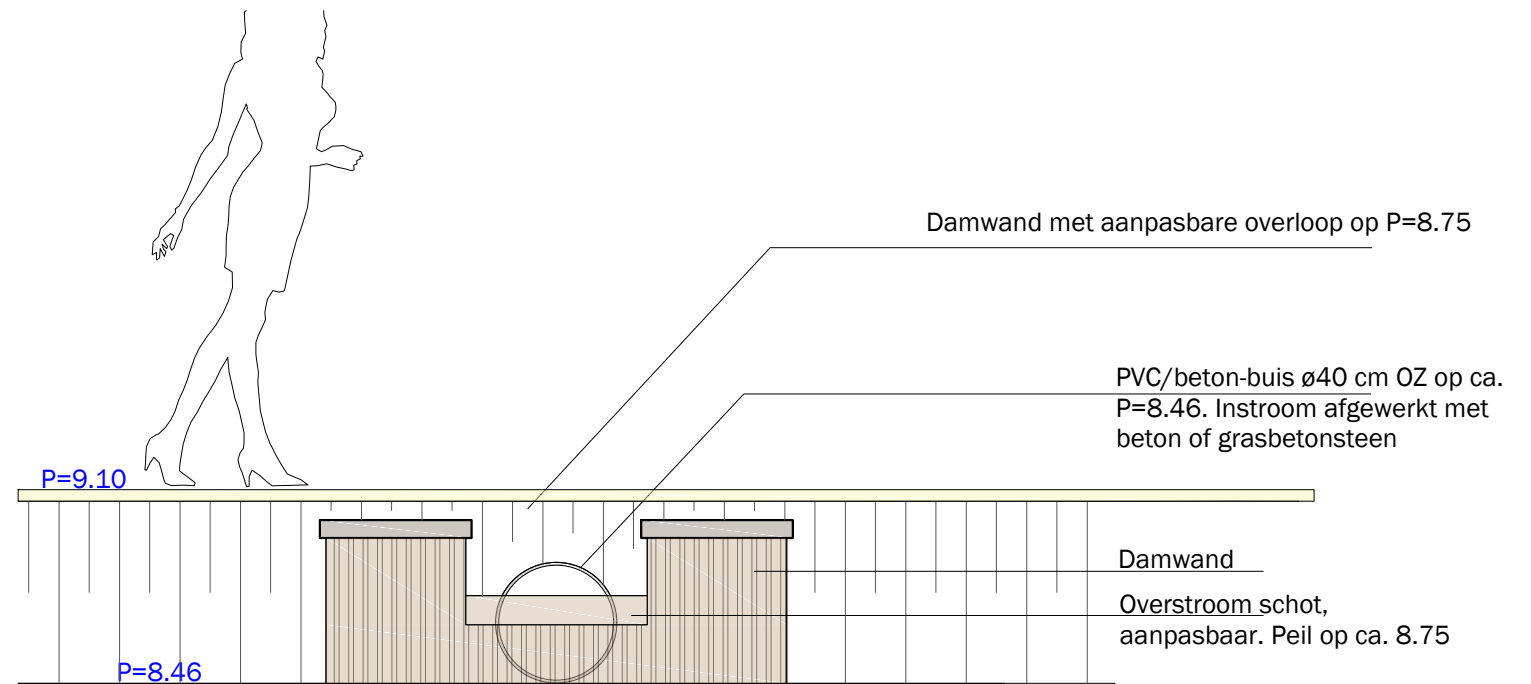 Damwand met aanpasbare overloop op P=8.75
PVC/beton-buis ø40 cm OZ op ca.
P=8.46. Instroom afgewerkt met
beton of grasbetonsteen
P=9.10
Damwand
Overstroom schot,
aanpasbaar. Peil op ca. 8.75
P=8.46